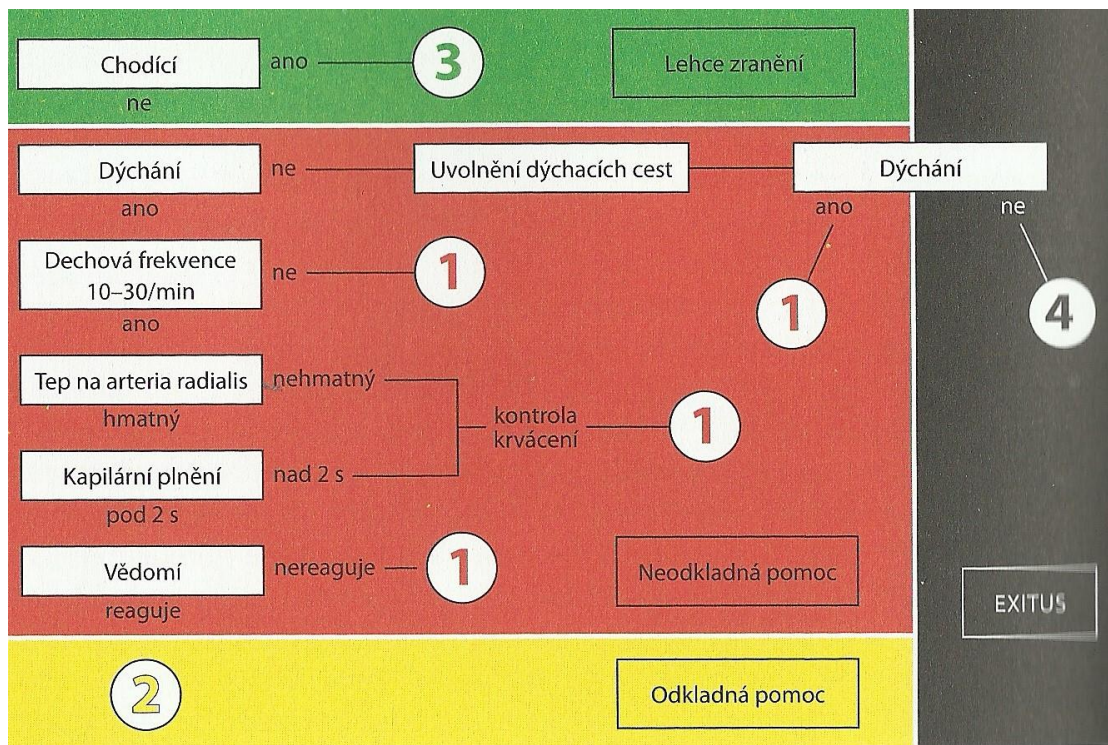 Chodící
ano
3
Lehce zranění
ne
Dýchání
ne
Uvolnění dýchacích cest
Dýchání
ano
ano
ne
Dechová frekvence
10–30/min
ne
1
1
4
ano
Tep na arteria radialis
nehmatný
hmatný
kontrola
krvácení
1
Kapilární plnění
nad 2 s
pod 2 s
Vědomí
nereaguje
1
Neodkladná pomoc
reaguje
EXITUS
2
Odkladná pomoc